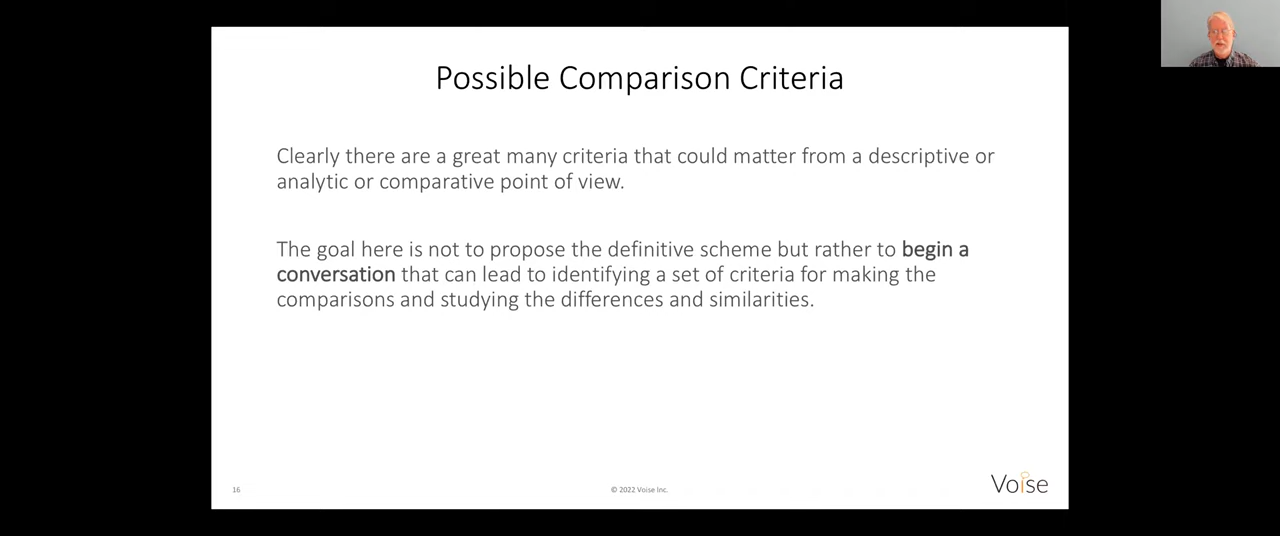 Possible Comparison Criteria
Clearly there are a great many criteria that could matter from a descriptive or
analytic or comparative point of view.
The goal here is not to propose the definitive scheme but rather to begin a
conversation that can lead to identifying a set of criteria for making the
comparisons and studying the differences and similarities.
16
© 2022 Voise Inc.
Voise